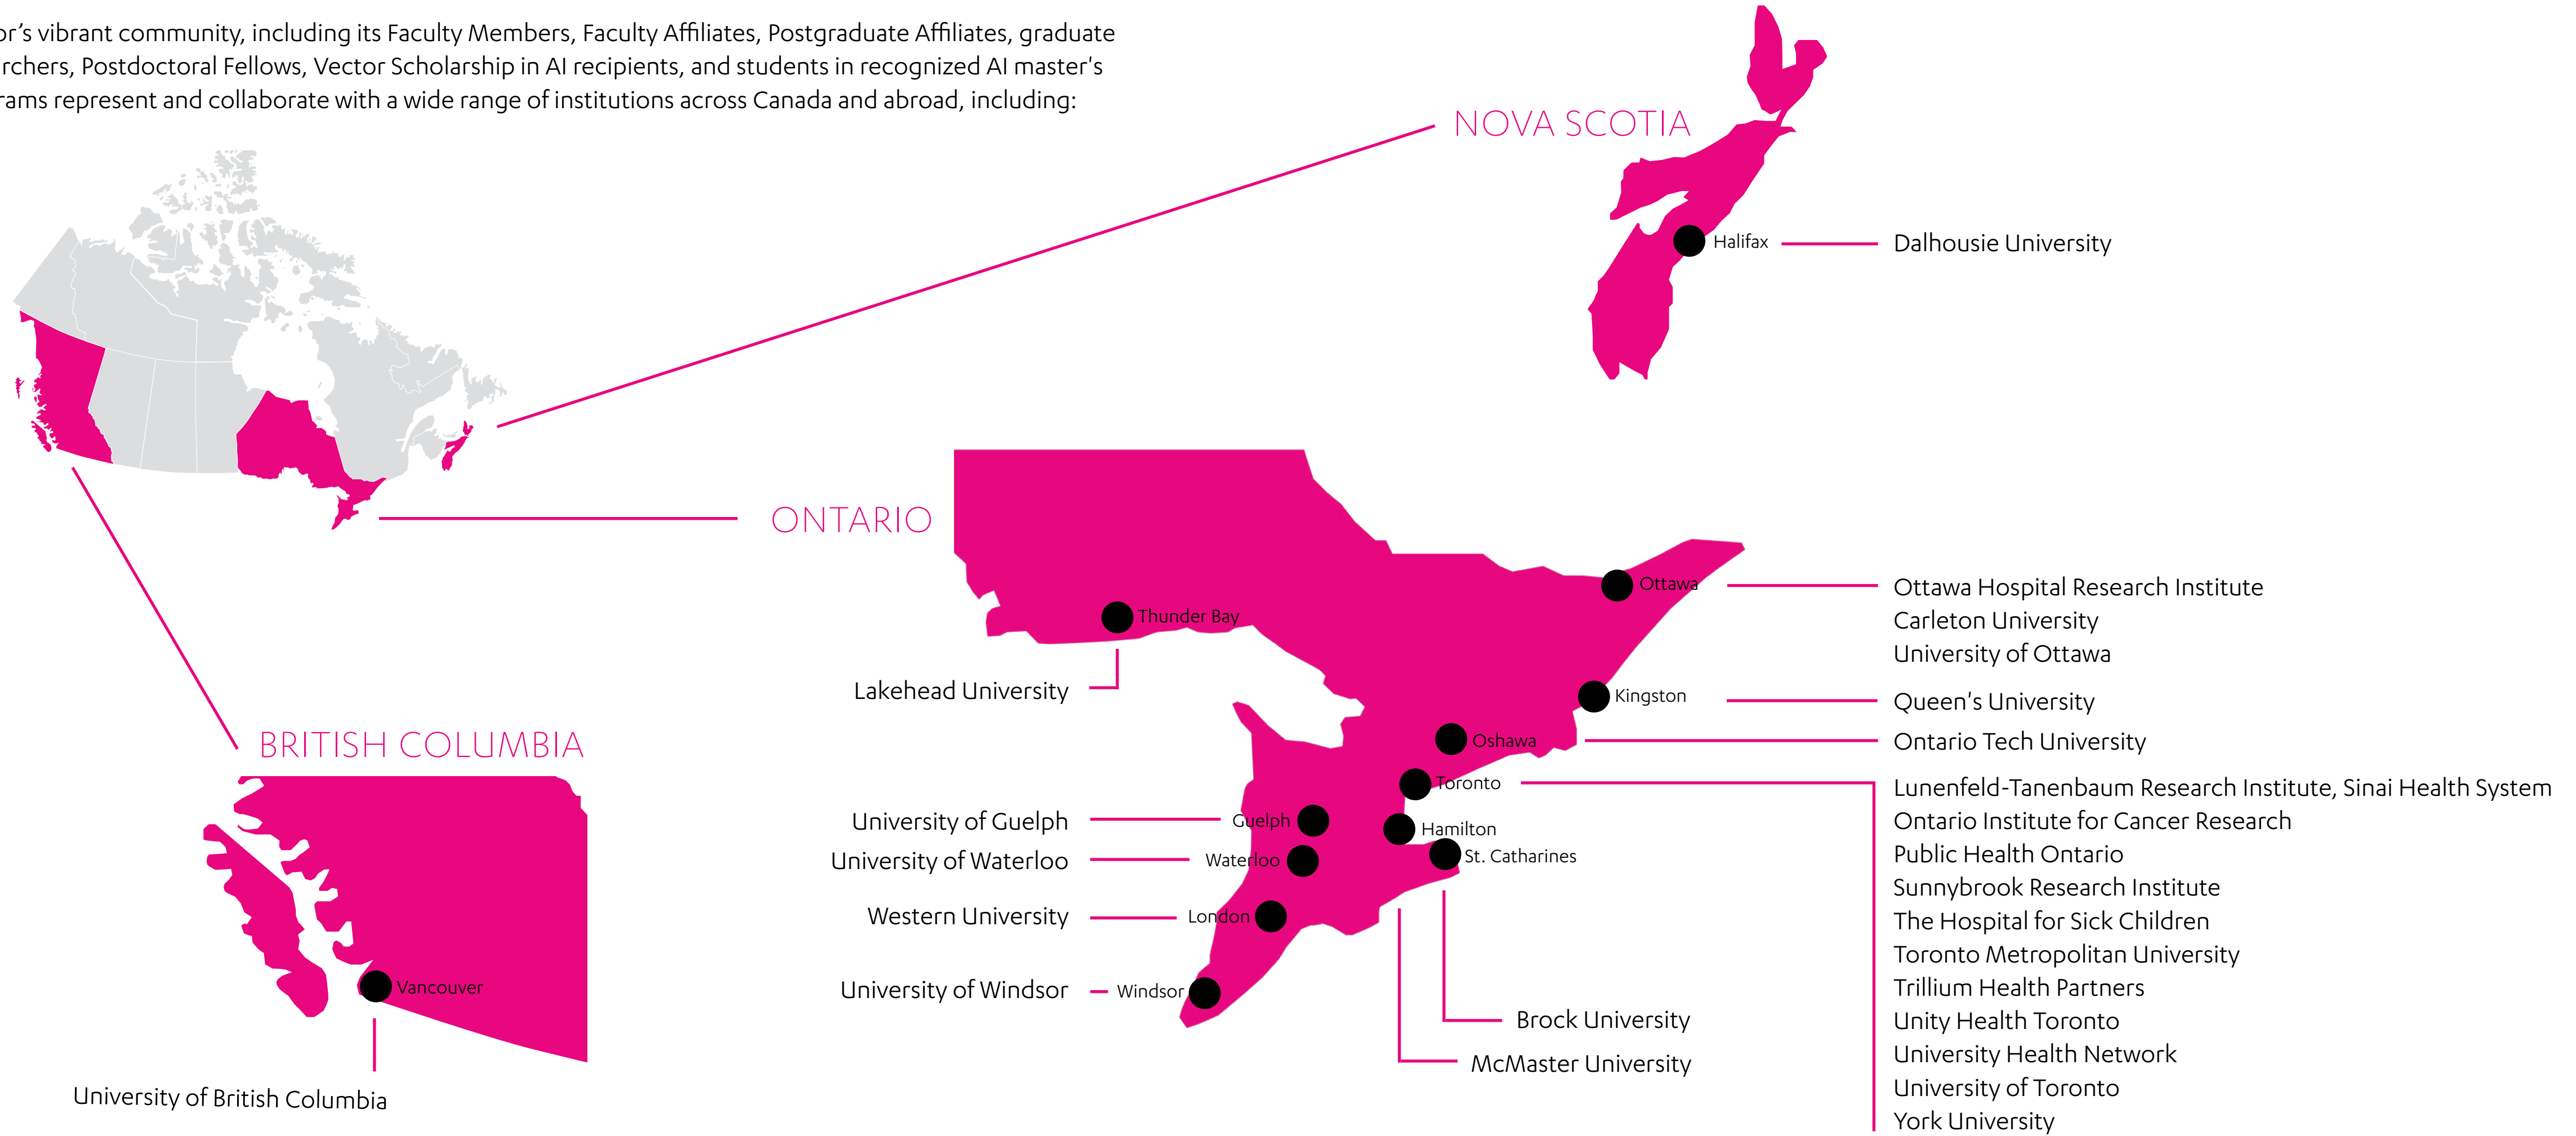 or's vibrant community, including its Faculty Members, Faculty Affiliates, Postgraduate Affiliates, graduate
rchers, Postdoctoral Fellows, Vector Scholarship in AI recipients, and students in recognized AI master's
rams represent and collaborate with a wide range of institutions across Canada and abroad, including:
NOVA SCOTIA
Halifax
Dalhousie University
ONTARIO
Ottawa
Ottawa Hospital Research Institute
Carleton University
University of Ottawa
Thunder Bay
Lakehead University
Kingston
Queen's University
Oshawa
Ontario Tech University
Toronto
Lunenfeld-Tanenbaum Research Institute, Sinai Health System
Ontario Institute for Cancer Research
Public Health Ontario
Sunnybrook Research Institute
The Hospital for Sick Children
Toronto Metropolitan University
Trillium Health Partners
Unity Health Toronto
University Health Network
University of Toronto
York University
University of Guelph
Guelph
Hamilton
University of Waterloo
Waterloo
St. Catharines
Western University
London
University of Windsor
Windsor
Brock University
McMaster University
BRITISH COLUMBIA
Vancouver
University of British Columbia